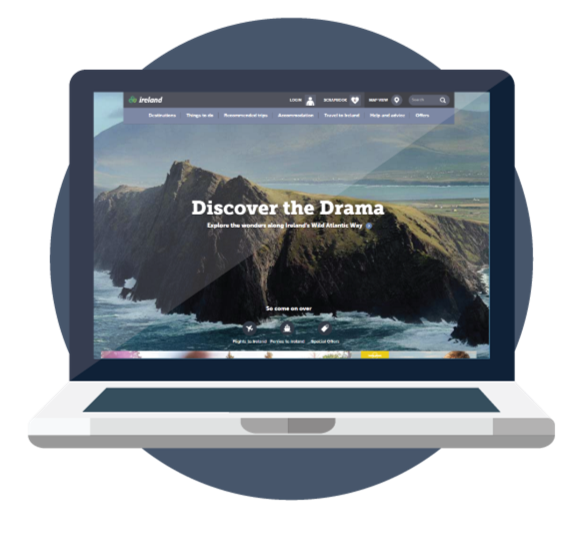 ireland
LOGIN SCRAPBOOK MAP VIEW Search
Destinations Things to do Recommended trips Accommodation Travel to Ireland Help and advice Offers
Discover the Drama
Explore the wonders along Ireland's Wild Atlantic Way
So come on over
Flights to Ireland Ferries to Ireland Special Offers